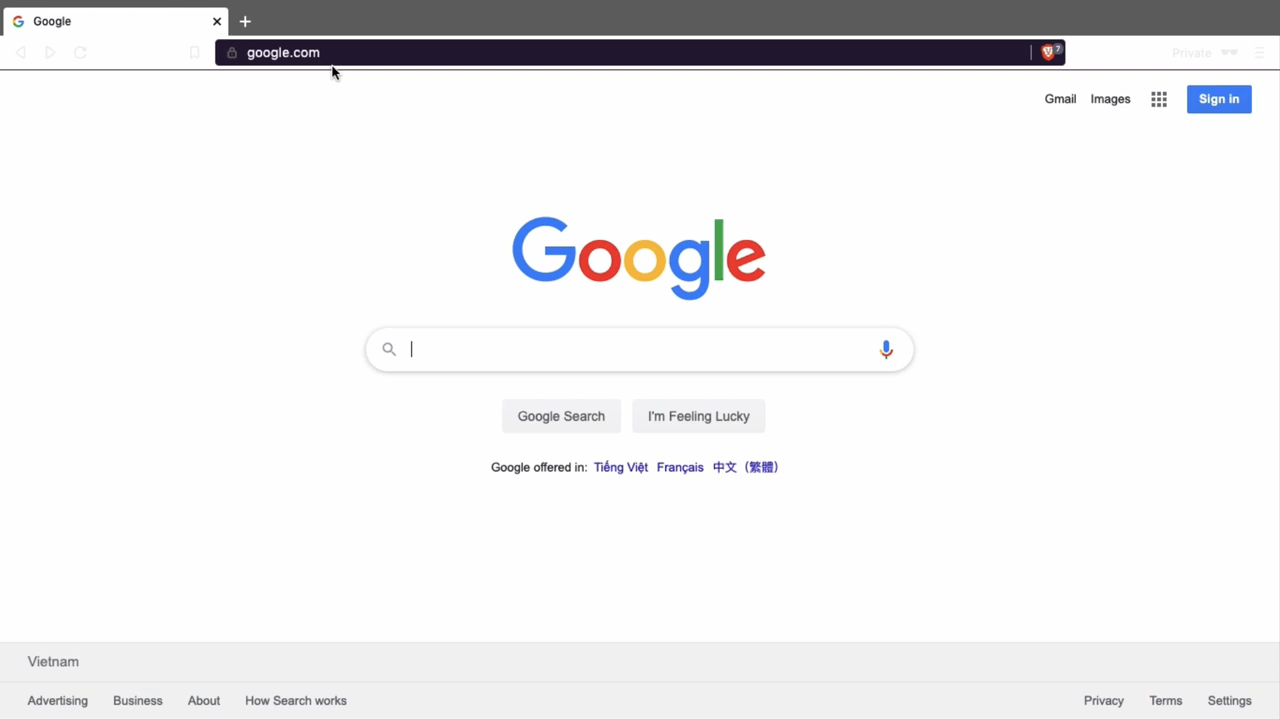 Google
google.com
7
Private
Gmail Images Sign in
Google
Google Search I'm Feeling Lucky
Google offered in: Tiếng Việt Français 中文 (繁體)
Vietnam
Advertising Business About How Search works Privacy Terms Settings